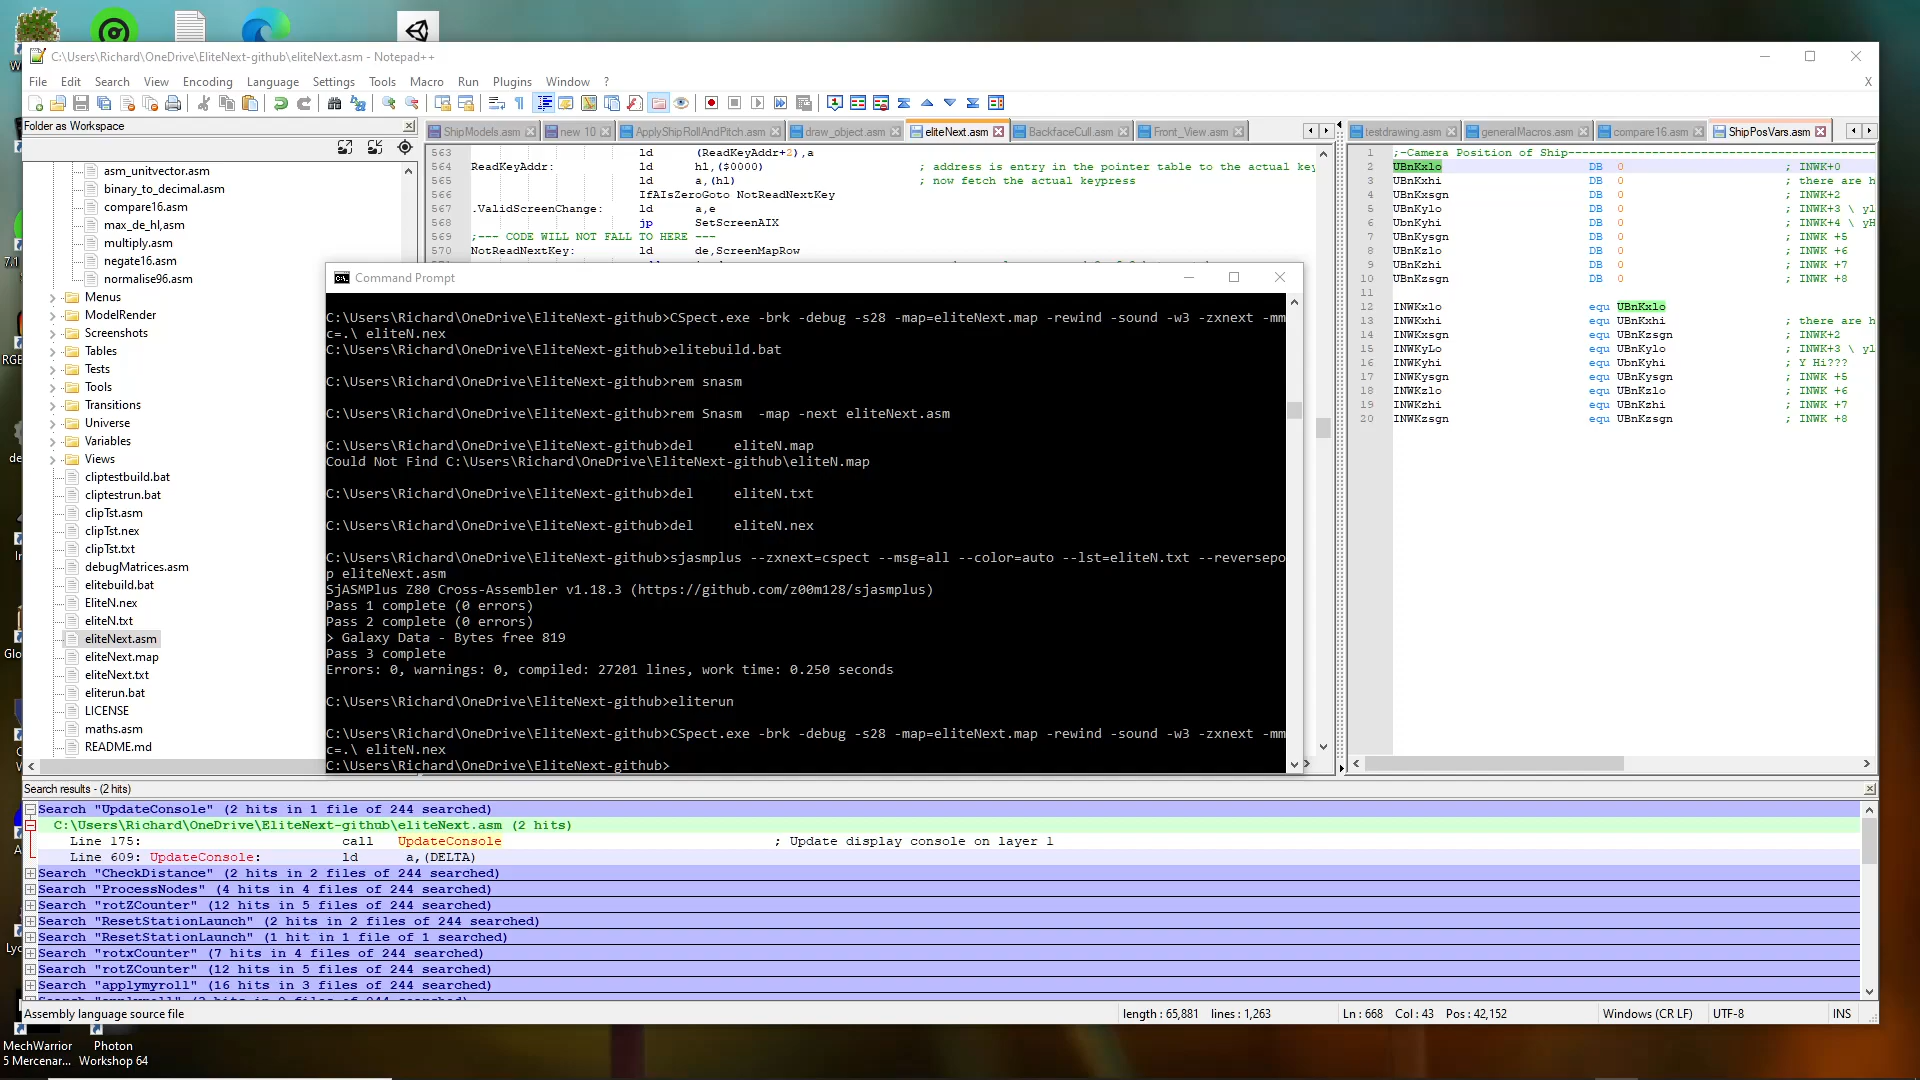 C:\Users\Richard\OneDrive\EliteNext-github\eliteNext.asm - Notepad++
File Edit Search View Encoding Language Settings Tools Macro Run Plugins Window ?
X
Folder as Workspace
asm_unitvector.asm
binary_to_decimal.asm
compare16.asm
max_de_hl,asm
multiply.asm
negate16.asm
normalise96.asm
Menus
ModelRender
Screenshots
Tables
Tests
Tools
Transitions
Universe
Variables
Views
cliptestbuild.bat
cliptestrun.bat
clipTst.asm
clipTst.nex
clipTst.txt
debugMatrices.asm
elitebuild.bat
EliteN.nex
eliteN.txt
eliteNext.asm
eliteNext.map
eliteNext.txt
eliterun.bat
LICENSE
maths.asm
README.md
ShipModels.asm new 10 ApplyShipRollAndPitch.asm draw_object.asm eliteNext.asm BackfaceCull.asm Front_View.asm
563 ld (ReadKeyAddr+2),a
564 ReadKeyAddr: ld hl,($0000) ; address is entry in the pointer table to the actual key
565 ld a,(hl) ; now fetch the actual keypress
566 IfAIsZeroGoto NotReadNextKey
567 .ValidScreenChange: ld a,e
568 jp SetScreenAIX
569 ;--- CODE WILL NOT FALL TO HERE ---
570 NotReadNextKey: ld de,ScreenMapRow
testdrawing.asm generalMacros.asm compare16.asm ShipPosVars.asm
1 ;-Camera Position of Ship
2 UBnKxlo DB 0 ; INWK+0
3 UBnKxhi DB 0 ; there are h
4 UBnKxsgn DB 0 ; INWK+2
5 UBnKylo DB 0 ; INWK+3 \ yl
6 UBnKyhi DB 0 ; INWK+4 \ yH
7 UBnKysgn DB 0 ; INWK +5
8 UBnKzlo DB 0 ; INWK +6
9 UBnKzhi DB 0 ; INWK +7
10 UBnKzsgn DB 0 ; INWK +8
11
12 INWKxlo equ UBnKxlo
13 INWKxhi equ UBnKxhi ; there are h
14 INWKxsgn equ UBnKzsgn ; INWK+2
15 INWKyLo equ UBnKylo ; INWK+3 \ yl
16 INWKyhi equ UBnKyhi ; Y Hi???
17 INWKysgn equ UBnKysgn ; INWK +5
18 INWKzlo equ UBnKzlo ; INWK +6
19 INWKzhi equ UBnKzhi ; INWK +7
20 INWKzsgn equ UBnKzsgn ; INWK +8
Command Prompt
C:\Users\Richard\OneDrive\EliteNext-github>CSpect.exe -brk -debug -s28 -map=eliteNext.map -rewind -sound -w3 -zxnext -mm
c=.\ eliteN.nex
C:\Users\Richard\OneDrive\EliteNext-github>elitebuild.bat
C:\Users\Richard\OneDrive\EliteNext-github>rem snasm
C:\Users\Richard\OneDrive\EliteNext-github>rem Snasm  -map -next eliteNext.asm
C:\Users\Richard\OneDrive\EliteNext-github>del     eliteN.map
Could Not Find C:\Users\Richard\OneDrive\EliteNext-github\eliteN.map
C:\Users\Richard\OneDrive\EliteNext-github>del     eliteN.txt
C:\Users\Richard\OneDrive\EliteNext-github>del     eliteN.nex
C:\Users\Richard\OneDrive\EliteNext-github>sjasmplus --zxnext=cspect --msg=all --color=auto --lst=eliteN.txt --reversepo
p eliteNext.asm
SjASMPlus Z80 Cross-Assembler v1.18.3 (https://github.com/z00m128/sjasmplus)
Pass 1 complete (0 errors)
Pass 2 complete (0 errors)
> Galaxy Data - Bytes free 819
Pass 3 complete
Errors: 0, warnings: 0, compiled: 27201 lines, work time: 0.250 seconds
C:\Users\Richard\OneDrive\EliteNext-github>eliterun
C:\Users\Richard\OneDrive\EliteNext-github>CSpect.exe -brk -debug -s28 -map=eliteNext.map -rewind -sound -w3 -zxnext -mm
c=.\ eliteN.nex
C:\Users\Richard\OneDrive\EliteNext-github>
Search results - (2 hits)
Search "UpdateConsole" (2 hits in 1 file of 244 searched)
C:\Users\Richard\OneDrive\EliteNext-github\eliteNext.asm (2 hits)
Line 175: call UpdateConsole ; Update display console on layer 1
Line 609: UpdateConsole: ld a,(DELTA)
Search "CheckDistance" (2 hits in 2 files of 244 searched)
Search "ProcessNodes" (4 hits in 4 files of 244 searched)
Search "rotZCounter" (12 hits in 5 files of 244 searched)
Search "ResetStationLaunch" (2 hits in 2 files of 244 searched)
Search "ResetStationLaunch" (1 hit in 1 file of 1 searched)
Search "rotxCounter" (7 hits in 4 files of 244 searched)
Search "rotZCounter" (12 hits in 5 files of 244 searched)
Search "applymyroll" (16 hits in 3 files of 244 searched)
Assembly language source file length : 65,881 lines : 1,263 Ln : 668 Col : 43 Pos : 42,152 Windows (CR LF) UTF-8 INS
MechWarrior
5 Mercenar...
Photon
Workshop 64